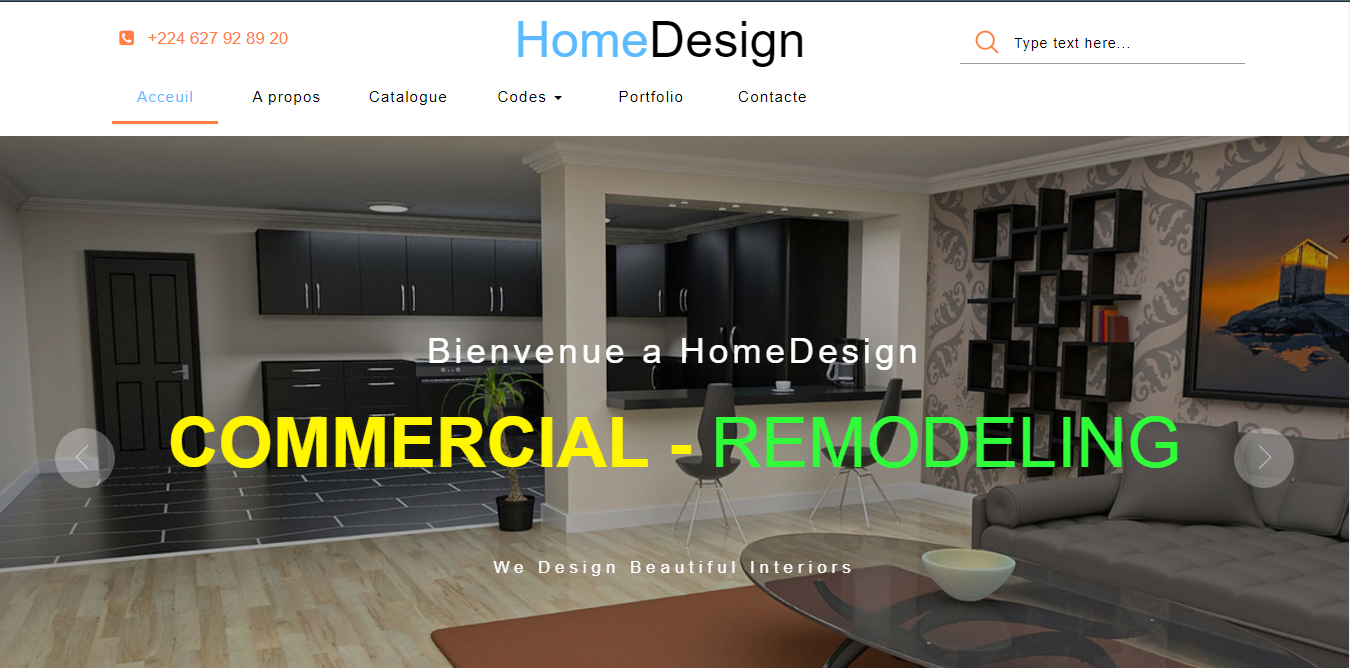 +224 627 92 89 20
HomeDesign
Type text here...
Acceuil A propos Catalogue Codes Portfolio Contacte
Bienvenue a HomeDesign
COMMERCIAL - REMODELING
We Design Beautiful Interiors